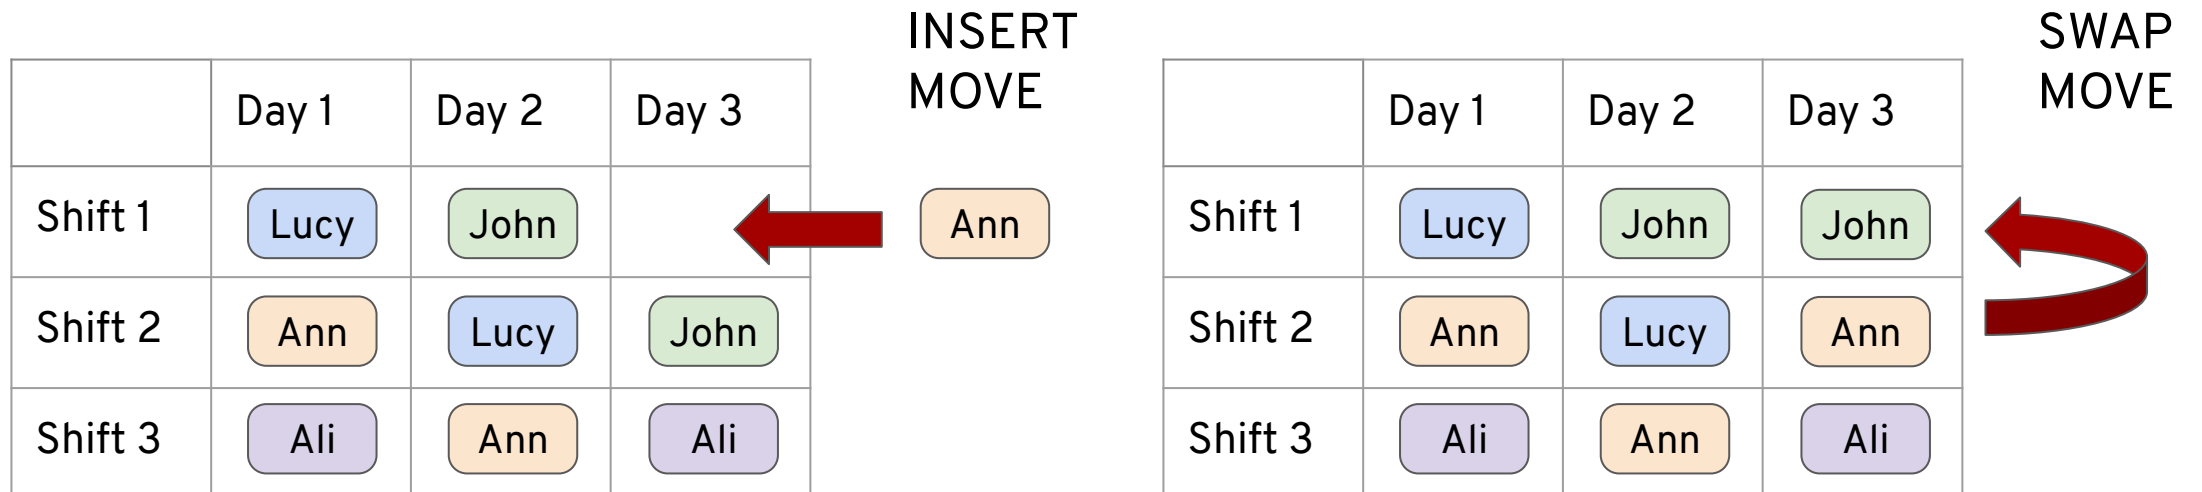 INSERT
MOVE
Day 1 Day 2 Day 3
Shift 1 Lucy John Ann
Shift 2 Ann Lucy John
Shift 3 Ali Ann Ali
SWAP
MOVE
Day 1 Day 2 Day 3
Shift 1 Lucy John John
Shift 2 Ann Lucy Ann
Shift 3 Ali Ann Ali